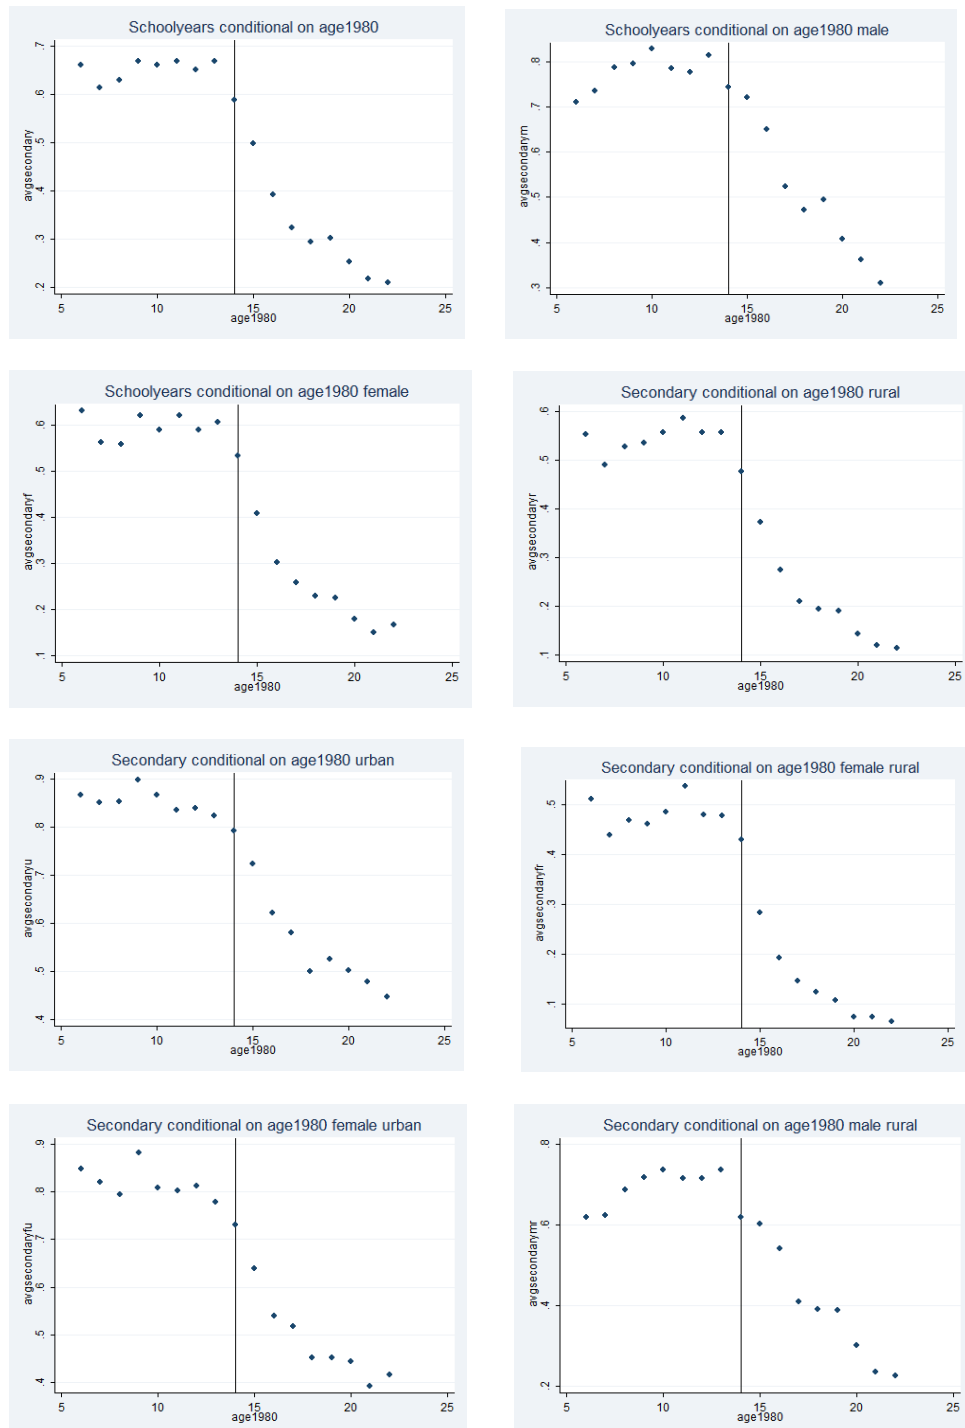 Schoolyears conditional on age1980
avgsecondary
.7
.6
.5
.4
.3
.2
5 10 15 20 25
age1980
Schoolyears conditional on age1980 male
avgsecondarym
.8
.7
.6
.5
.4
.3
5 10 15 20 25
age1980
Schoolyears conditional on age1980 female
avgsecondaryf
.6
.5
.4
.3
.2
.1
5 10 15 20 25
age1980
Secondary conditional on age1980 rural
avgsecondaryr
.6
.5
.4
.3
.2
.1
5 10 15 20 25
age1980
Secondary conditional on age1980 urban
avgsecondaryu
.9
.8
.7
.6
.5
.4
5 10 15 20 25
age1980
Secondary conditional on age1980 female rural
avgsecondaryfr
.5
.4
.3
.2
.1
5 10 15 20 25
age1980
Secondary conditional on age1980 female urban
avgsecondaryfu
.9
.8
.7
.6
.5
.4
5 10 15 20 25
age1980
Secondary conditional on age1980 male rural
avgsecondarymr
.8
.6
.4
.2
5 10 15 20 25
age1980